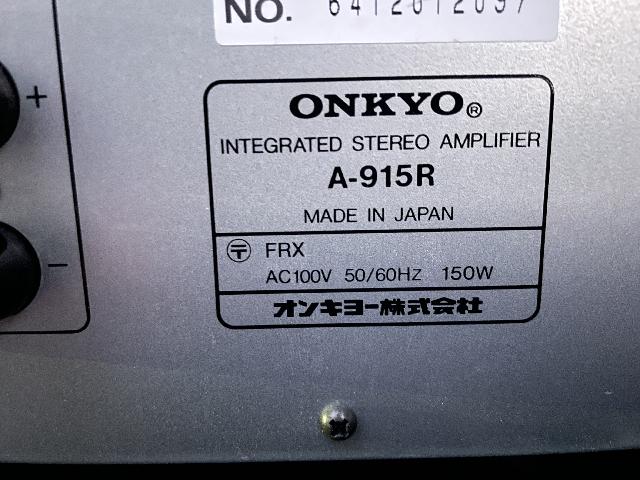 NO. 6412012097
+
ONKYO®
INTEGRATED STEREO AMPLIFIER
A-915R
MADE IN JAPAN
〶 FRX
AC100V 50/60HZ 150W
−
オンキヨー株式会社